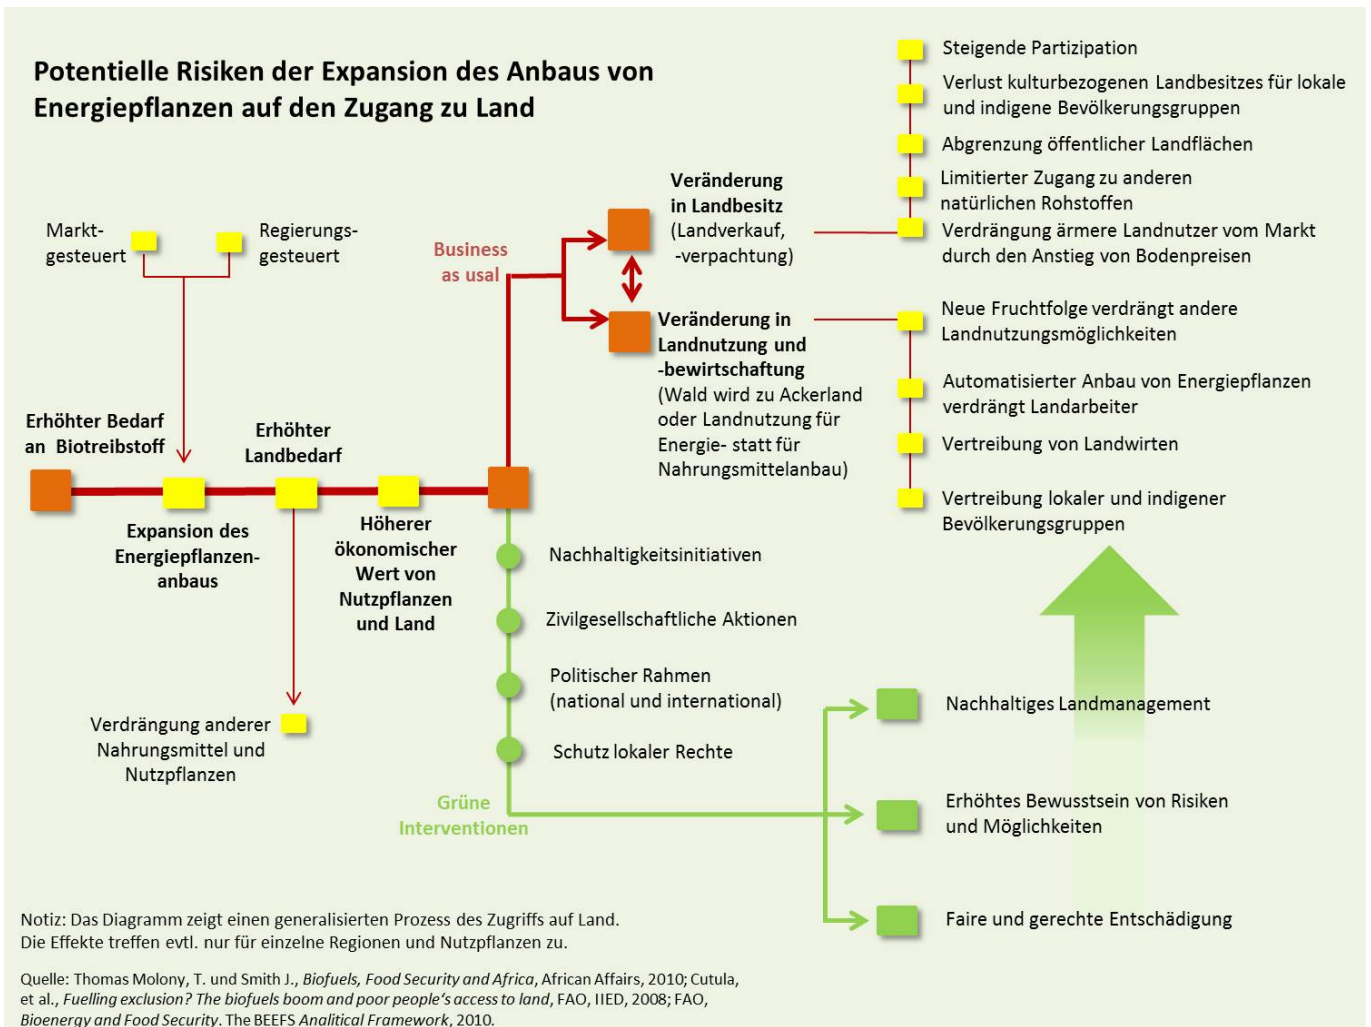 Potentielle Risiken der Expansion des Anbaus von
Energiepflanzen auf den Zugang zu Land
Markt-
gesteuert
Regierungs-
gesteuert
Erhöhter Bedarf
an Biotreibstoff
Expansion des
Energiepflanzen-
anbaus
Erhöhter
Landbedarf
Verdrängung anderer
Nahrungsmittel und
Nutzpflanzen
Höherer
ökonomischer
Wert von
Nutzpflanzen
und Land
Business
as usal
Veränderung
in Landbesitz
(Landverkauf,
-verpachtung)
Veränderung in
Landnutzung und
-bewirtschaftung
(Wald wird zu Ackerland
oder Landnutzung für
Energie- statt für
Nahrungsmittelanbau)
Steigende Partizipation
Verlust kulturbezogenen Landbesitzes für lokale
und indigene Bevölkerungsgruppen
Abgrenzung öffentlicher Landflächen
Limitierter Zugang zu anderen
natürlichen Rohstoffen
Verdrängung ärmere Landnutzer vom Markt
durch den Anstieg von Bodenpreisen
Neue Fruchtfolge verdrängt andere
Landnutzungsmöglichkeiten
Automatisierter Anbau von Energiepflanzen
verdrängt Landarbeiter
Vertreibung von Landwirten
Vertreibung lokaler und indigener
Bevölkerungsgruppen
Nachhaltigkeitsinitiativen
Zivilgesellschaftliche Aktionen
Politischer Rahmen
(national und international)
Schutz lokaler Rechte
Grüne
Interventionen
Nachhaltiges Landmanagement
Erhöhtes Bewusstsein von Risiken
und Möglichkeiten
Faire und gerechte Entschädigung
Notiz: Das Diagramm zeigt einen generalisierten Prozess des Zugriffs auf Land.
Die Effekte treffen evtl. nur für einzelne Regionen und Nutzpflanzen zu.
Quelle: Thomas Molony, T. und Smith J., Biofuels, Food Security and Africa, African Affairs, 2010; Cutula,
et al., Fuelling exclusion? The biofuels boom and poor people's access to land, FAO, IIED, 2008; FAO,
Bioenergy and Food Security. The BEEFS Analitical Framework, 2010.